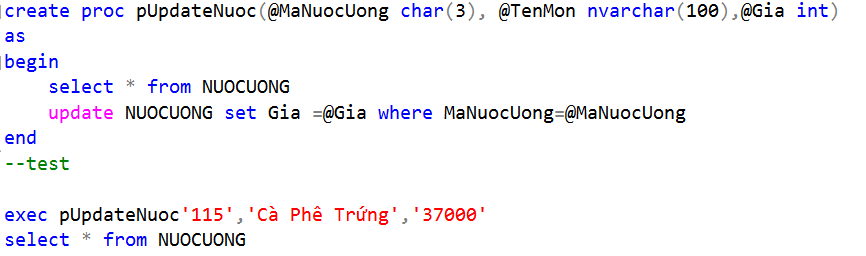 create proc pUpdateNuoc(@MaNuocUong char(3), @TenMon nvarchar(100),@Gia int)
as
begin
    select * from NUOCUONG
    update NUOCUONG set Gia =@Gia where MaNuocUong=@MaNuocUong
end
--test

exec pUpdateNuoc'115','Cà Phê Trứng','37000'
select * from NUOCUONG